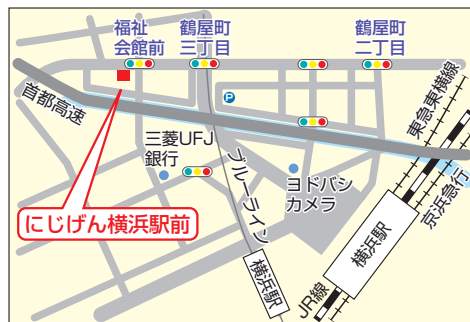 福祉
会館前
鶴屋町
三丁目
鶴屋町
二丁目
P
首都高速
東急東横線
三菱UFJ
銀行
ブルーライン
ヨドバシ
カメラ
京浜急行
にじげん横浜駅前
横浜駅
横浜駅
JR線